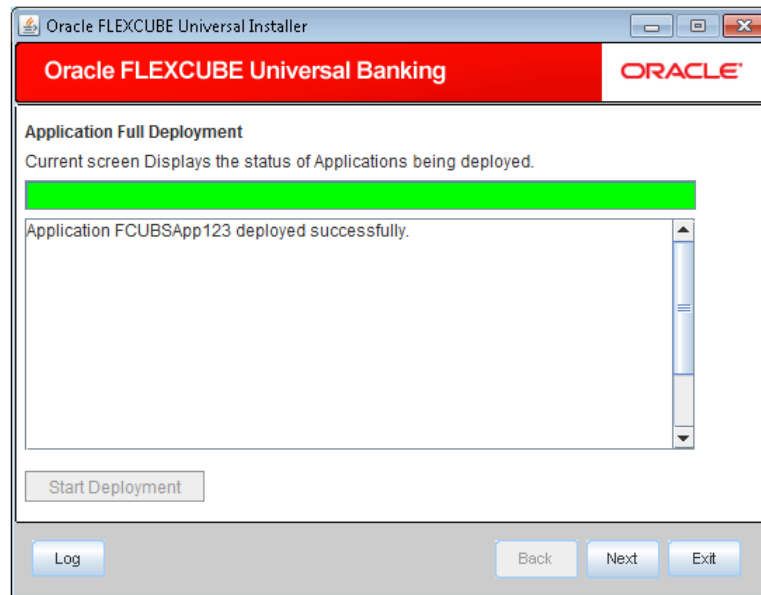 Oracle FLEXCUBE Universal Installer
Oracle FLEXCUBE Universal Banking
ORACLE
Application Full Deployment
Current screen Displays the status of Applications being deployed.
Application FCUBSApp123 deployed successfully.
Start Deployment
Log
Back
Next
Exit